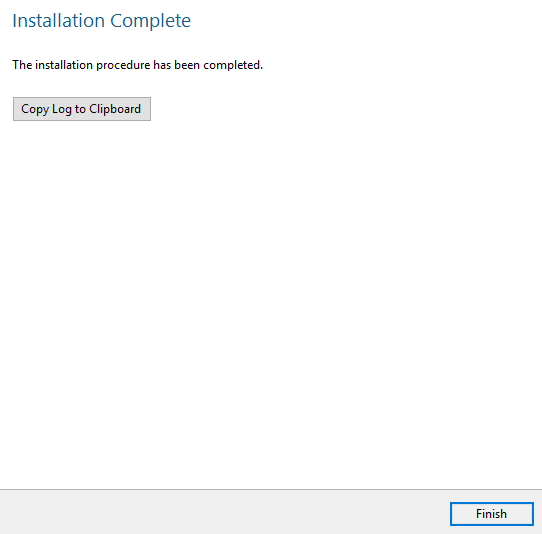 Installation Complete
The installation procedure has been completed.
Copy Log to Clipboard
Finish